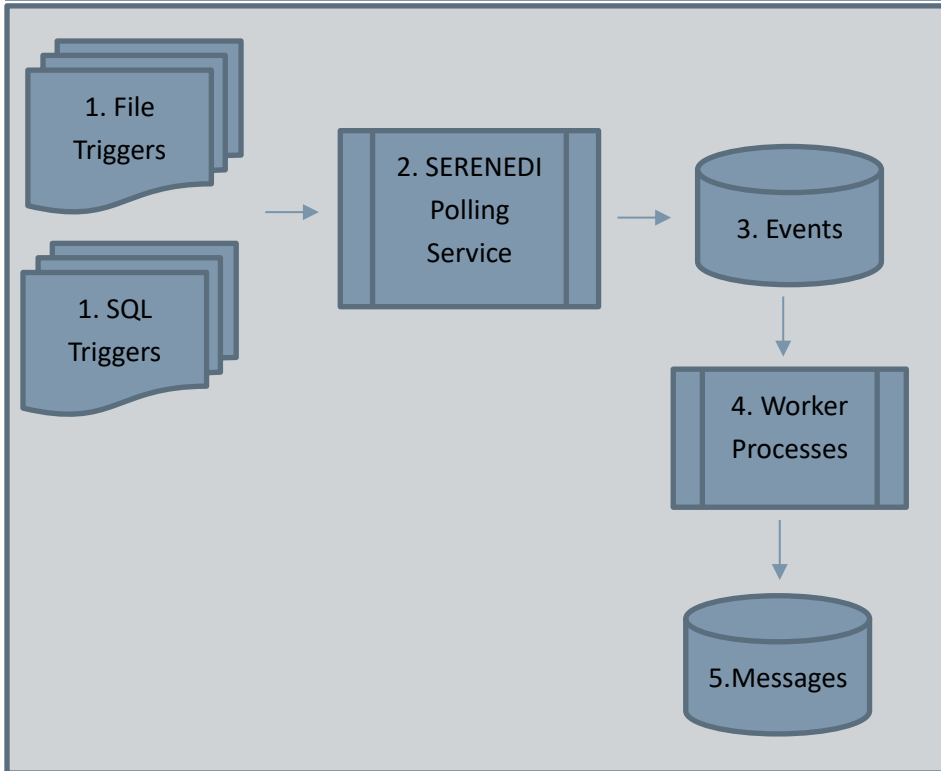 1. File
Triggers
1. SQL
Triggers
2. SERENEDI
Polling
Service
3. Events
4. Worker
Processes
5.Messages